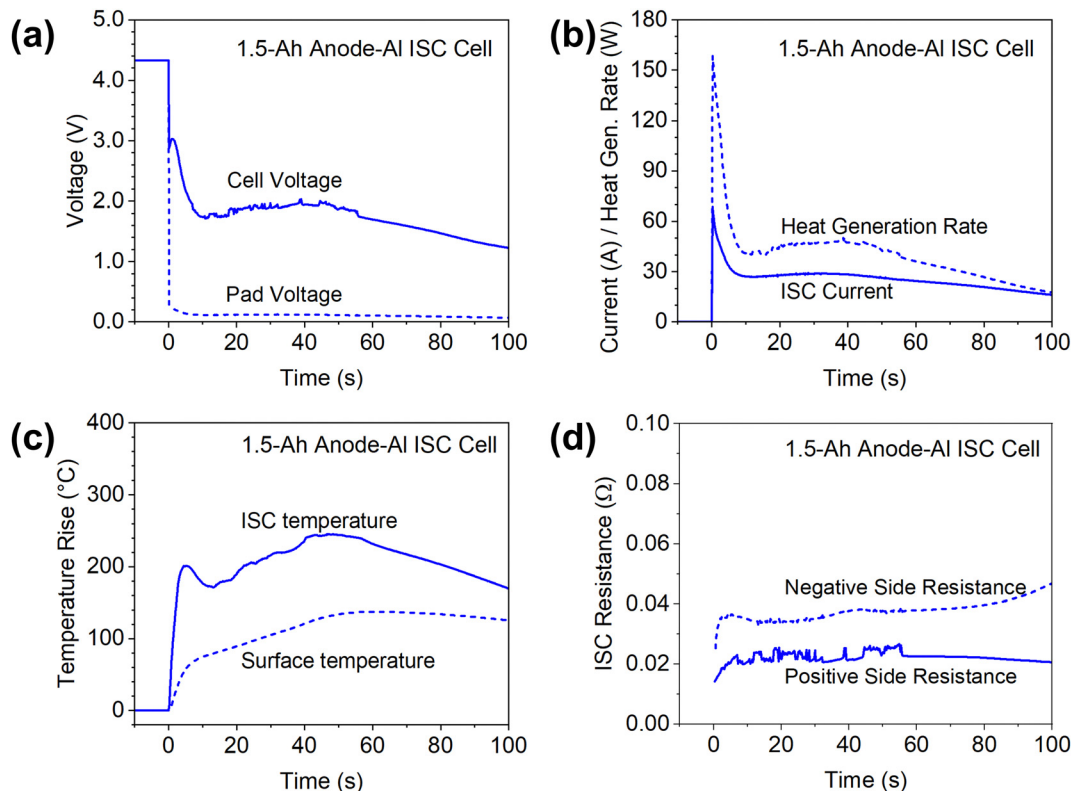 (a)
1.5-Ah Anode-Al ISC Cell
Voltage (V)
5.0
4.0
3.0
2.0
1.0
0.0
Cell Voltage
Pad Voltage
0 20 40 60 80 100
Time (s)
(b)
1.5-Ah Anode-Al ISC Cell
Current (A) / Heat Gen. Rate (W)
180
150
120
90
60
30
0
Heat Generation Rate
ISC Current
0 20 40 60 80 100
Time (s)
(c)
1.5-Ah Anode-Al ISC Cell
Temperature Rise (°C)
400
300
200
100
0
ISC temperature
Surface temperature
0 20 40 60 80 100
Time (s)
(d)
1.5-Ah Anode-Al ISC Cell
ISC Resistance (Ω)
0.10
0.08
0.06
0.04
0.02
0.00
Negative Side Resistance
Positive Side Resistance
0 20 40 60 80 100
Time (s)